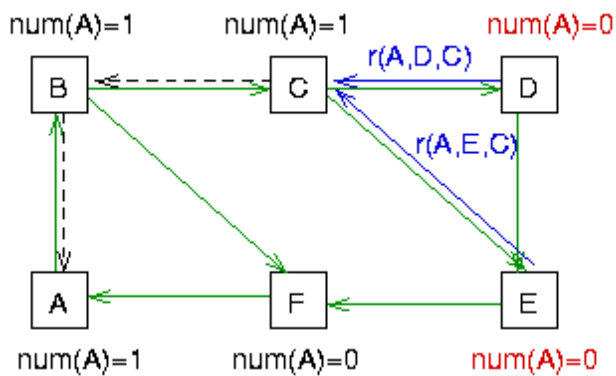 num(A)=1 num(A)=1 num(A)=0
r(A,D,C)
B C D
r(A,E,C)
A F E
num(A)=1 num(A)=0 num(A)=0